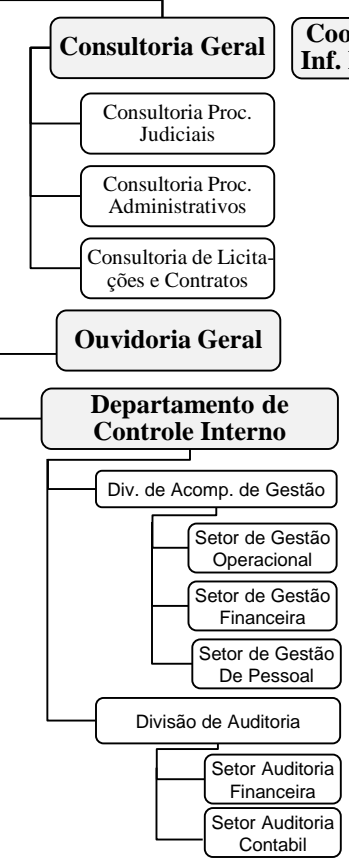 Consultoria Geral
Coo
Inf.
Consultoria Proc.
Judiciais
Consultoria Proc.
Administrativos
Consultoria de Licita-
ções e Contratos
Ouvidoria Geral
Departamento de
Controle Interno
Div. de Acomp. de Gestão
Setor de Gestão
Operacional
Setor de Gestão
Financeira
Setor de Gestão
De Pessoal
Divisão de Auditoria
Setor Auditoria
Financeira
Setor Auditoria
Contabil